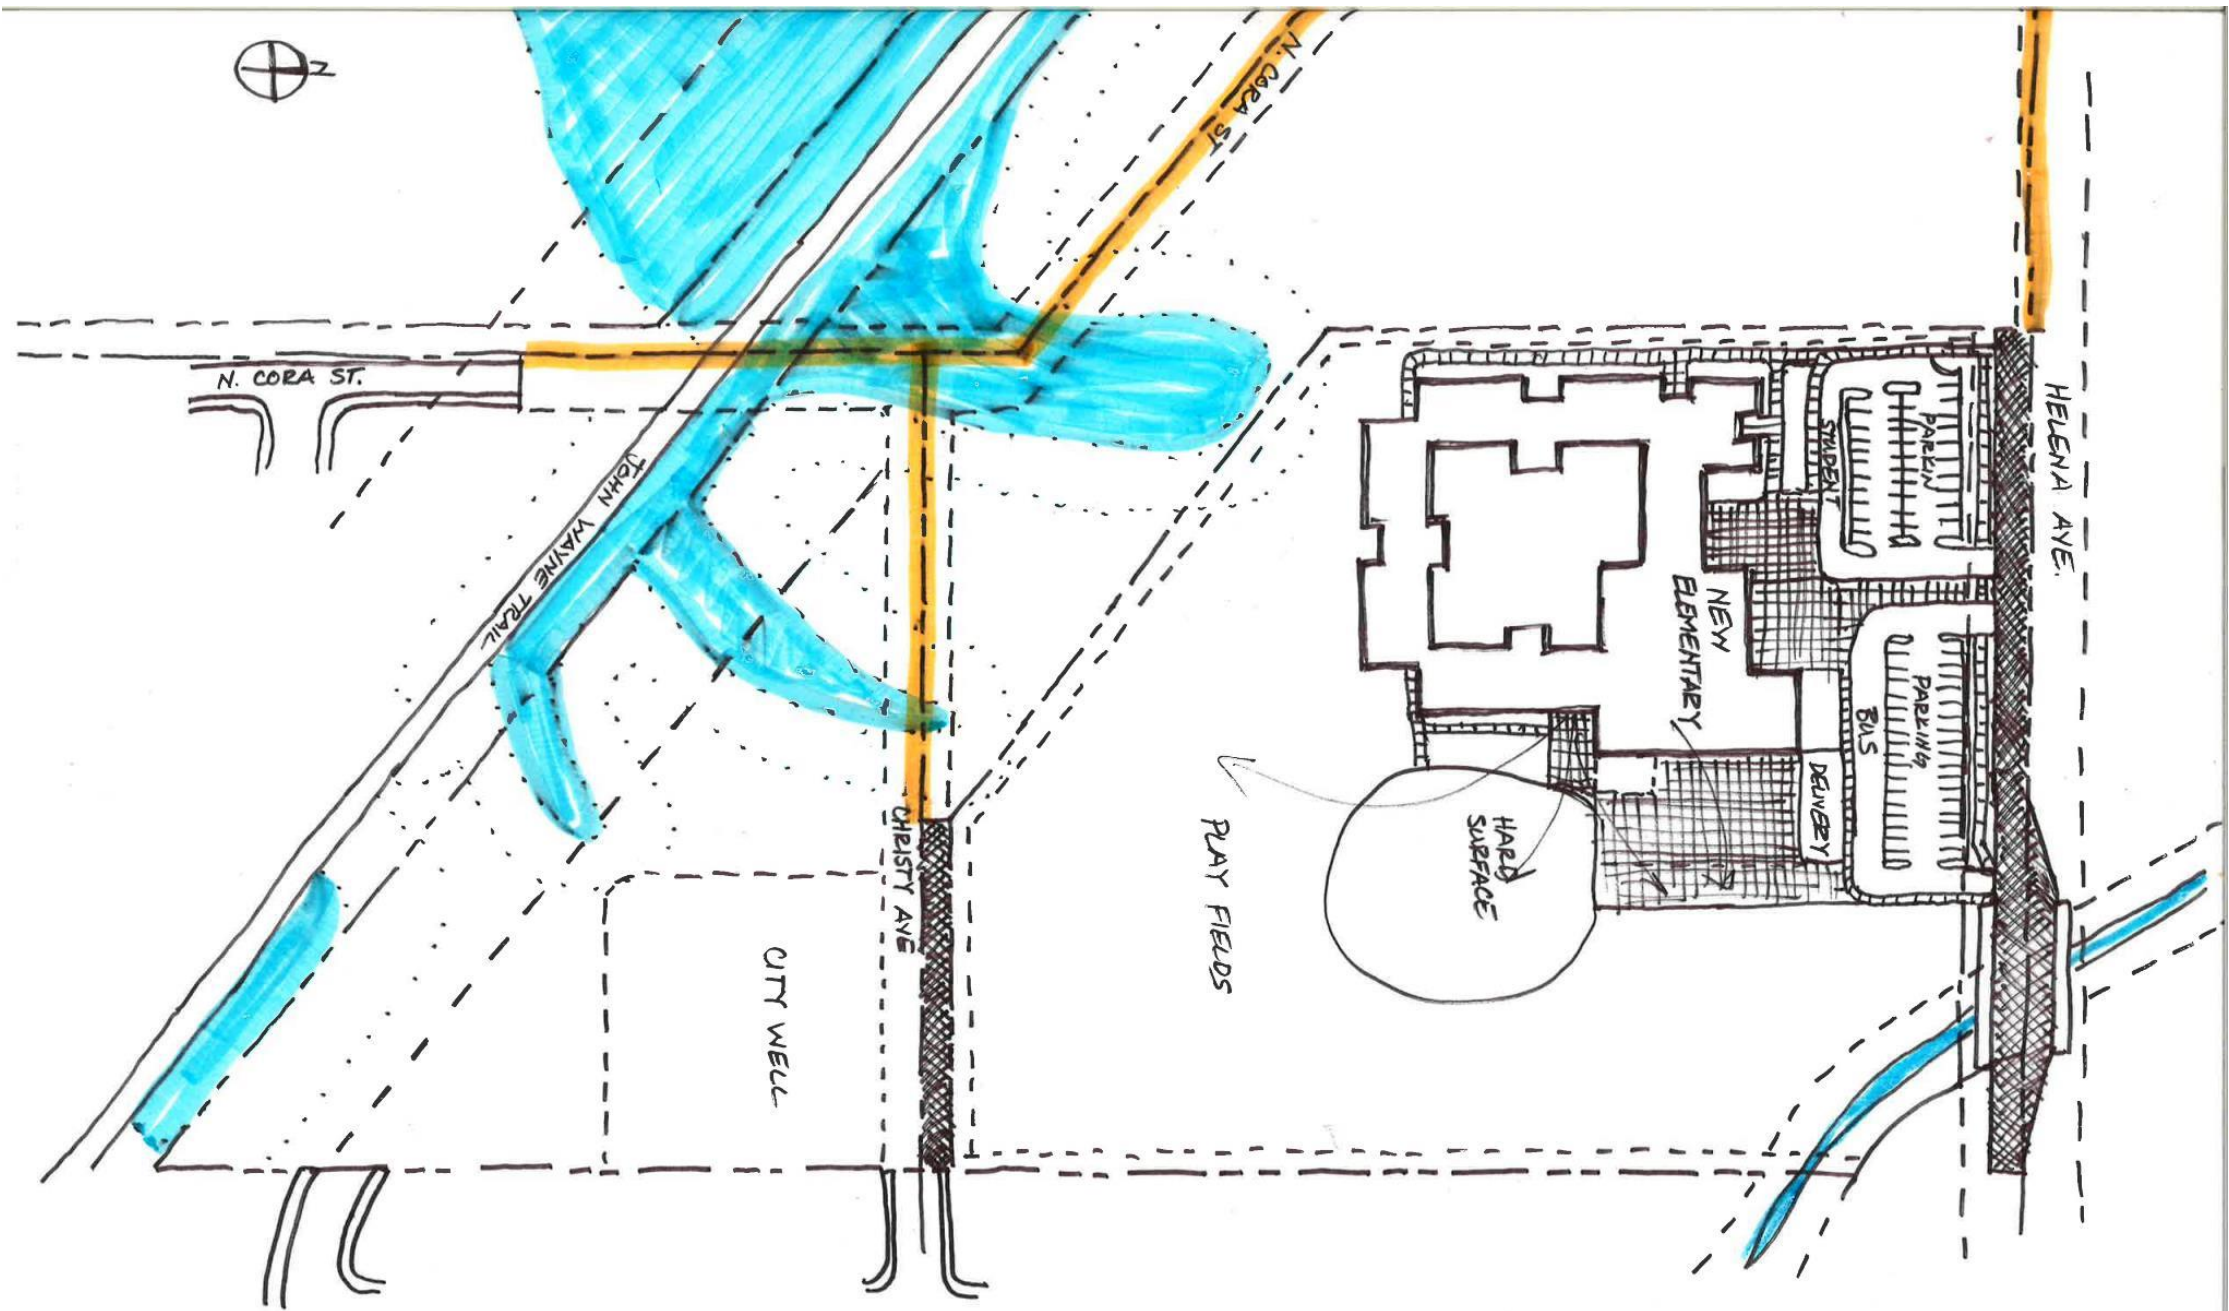 N
N. CORA ST
N. CORA ST.
JOHN WAYNE TRAIL
CHRISTY AVE
CITY WELL
PLAY FIELDS
HARD
SURFACE
NEW
ELEMENTARY
STUDENT
PARKIN
HELENA AVE.
PARKING
BUS
DELIVERY